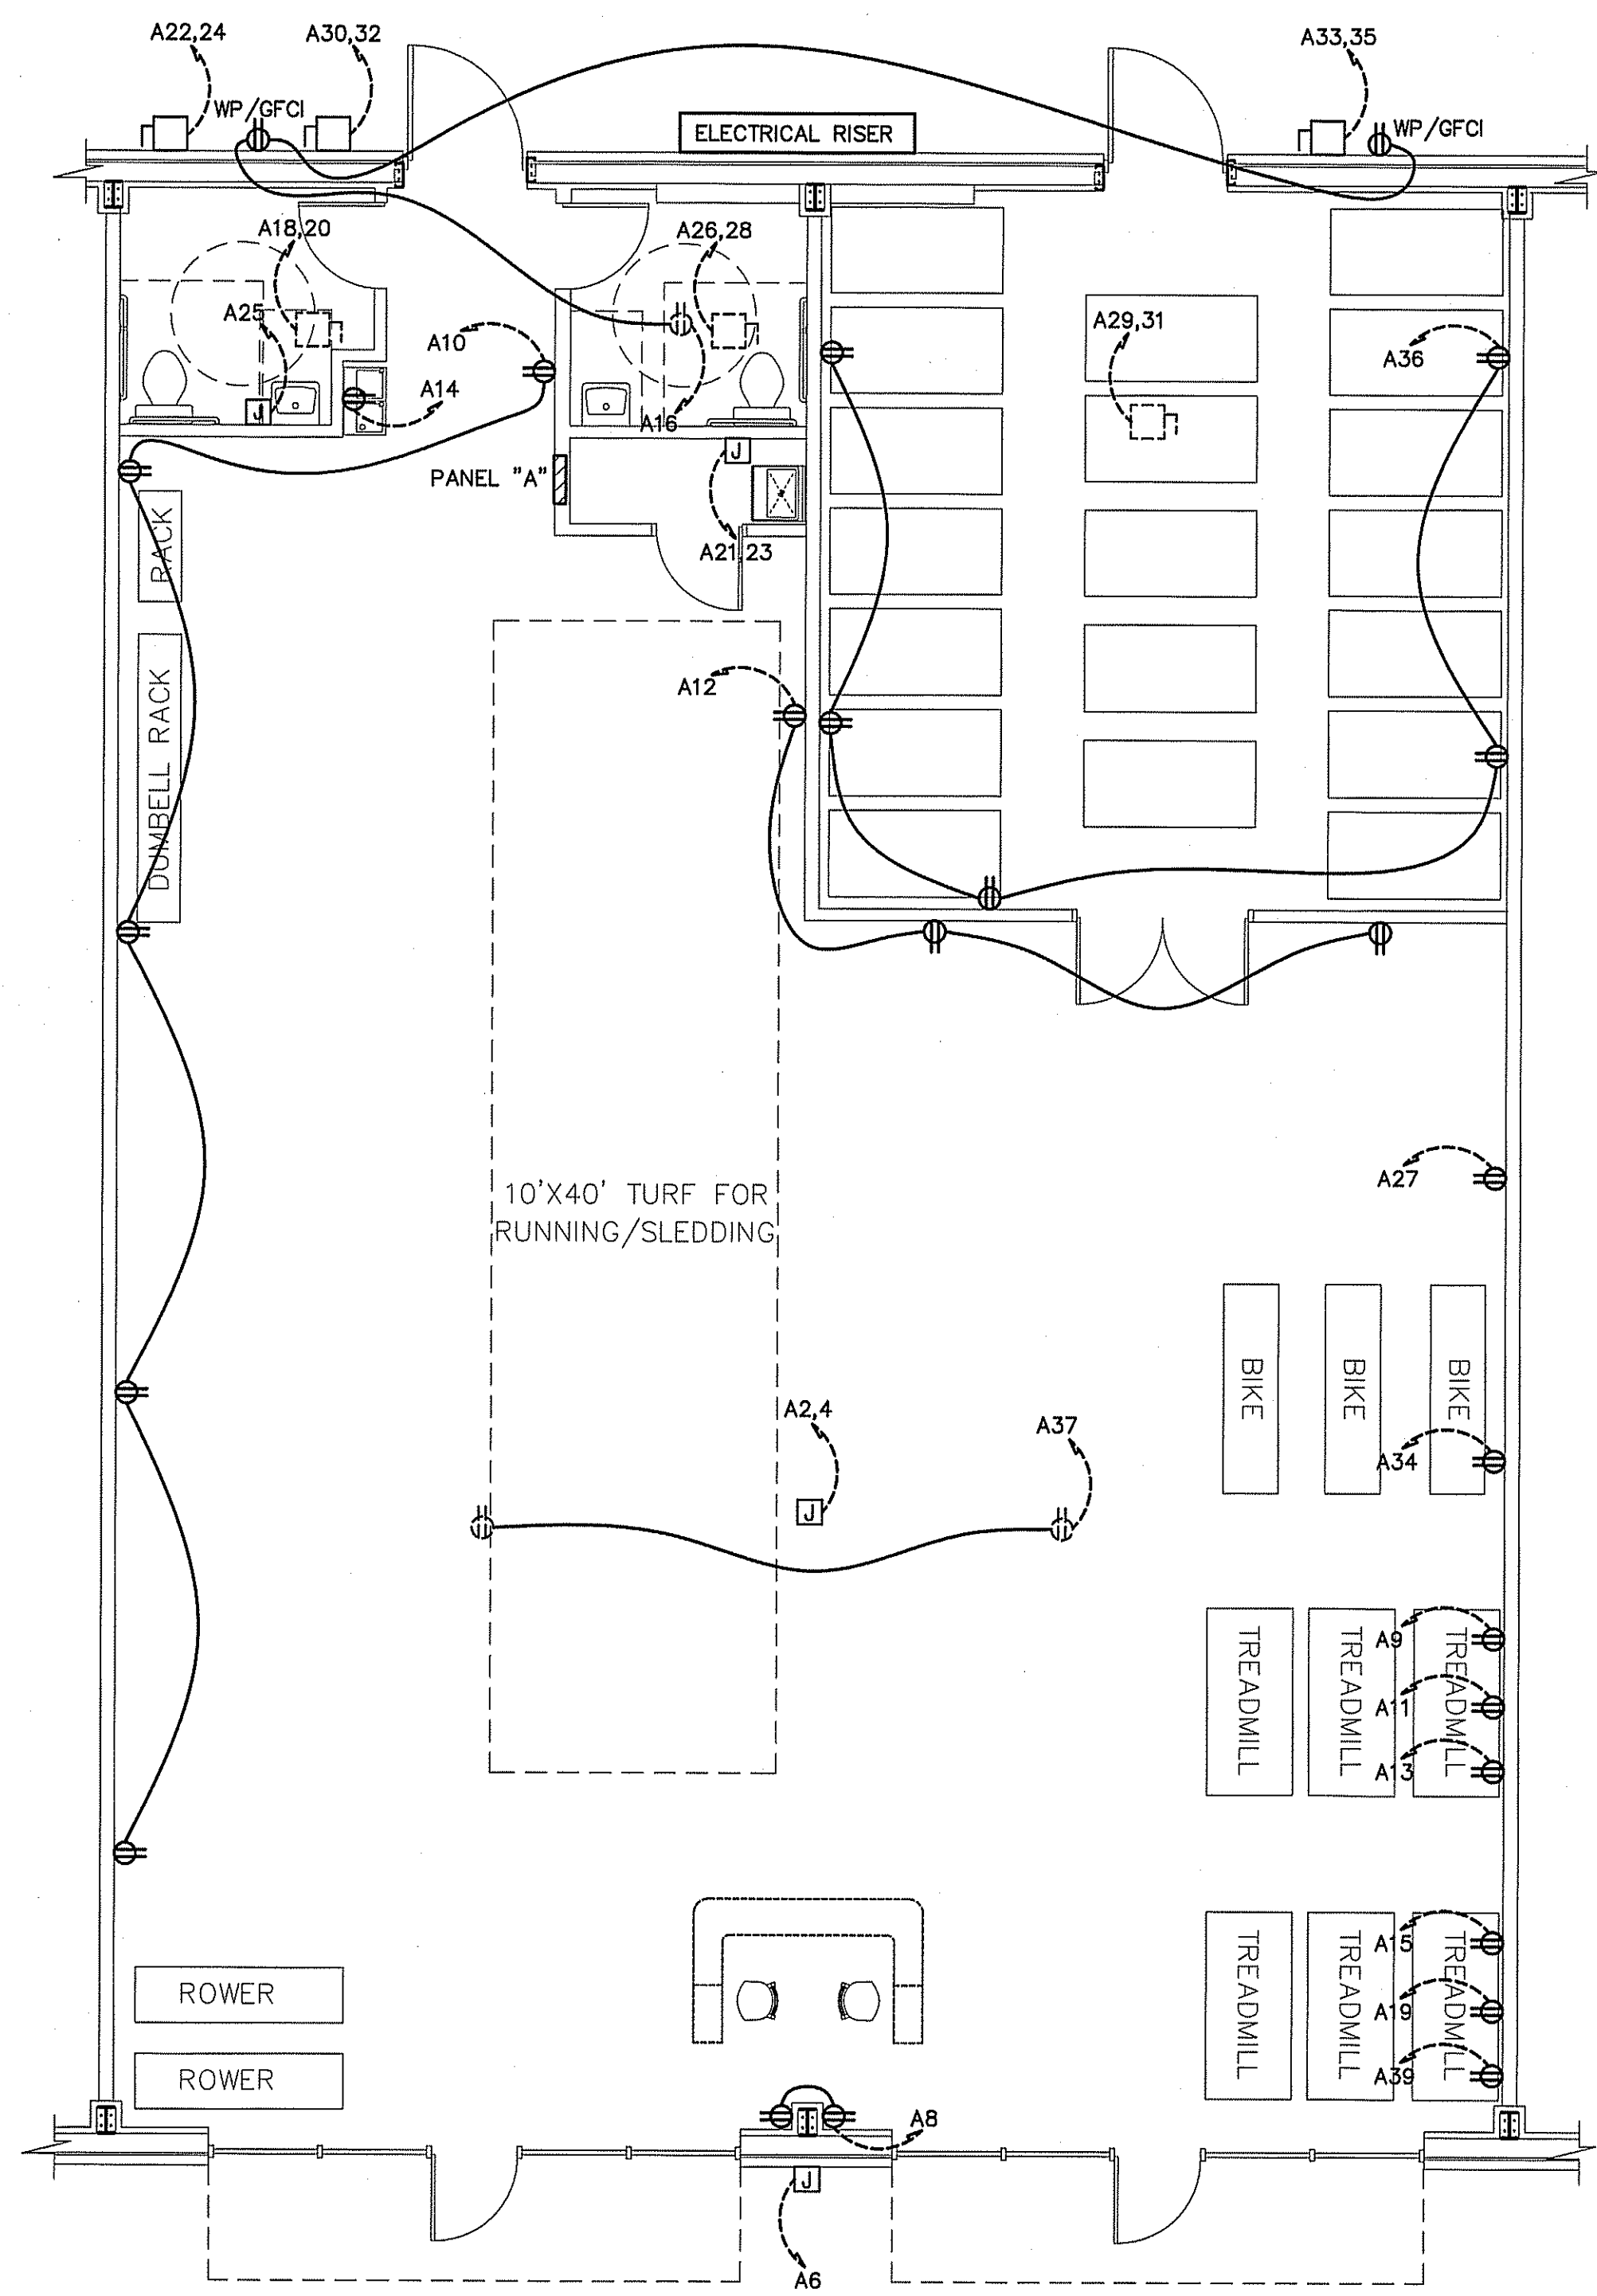 A22,24
A30,32
A33,35
WP/GFCI
WP/GFCI
ELECTRICAL RISER
A18,20
A26,28
A25
A10
A29,31
A36
A14
A16
PANEL "A"
J
J
A21,23
RACK
A12
DUMBELL RACK
A27
10'X40' TURF FOR
RUNNING/SLEDDING
BIKE
BIKE
BIKE
A2,4
A37
A34
J
A9
TREADMILL
TREADMILL
TREADMILL
A11
A13
A15
TREADMILL
TREADMILL
TREADMILL
A19
A39
ROWER
ROWER
A8
J
A6